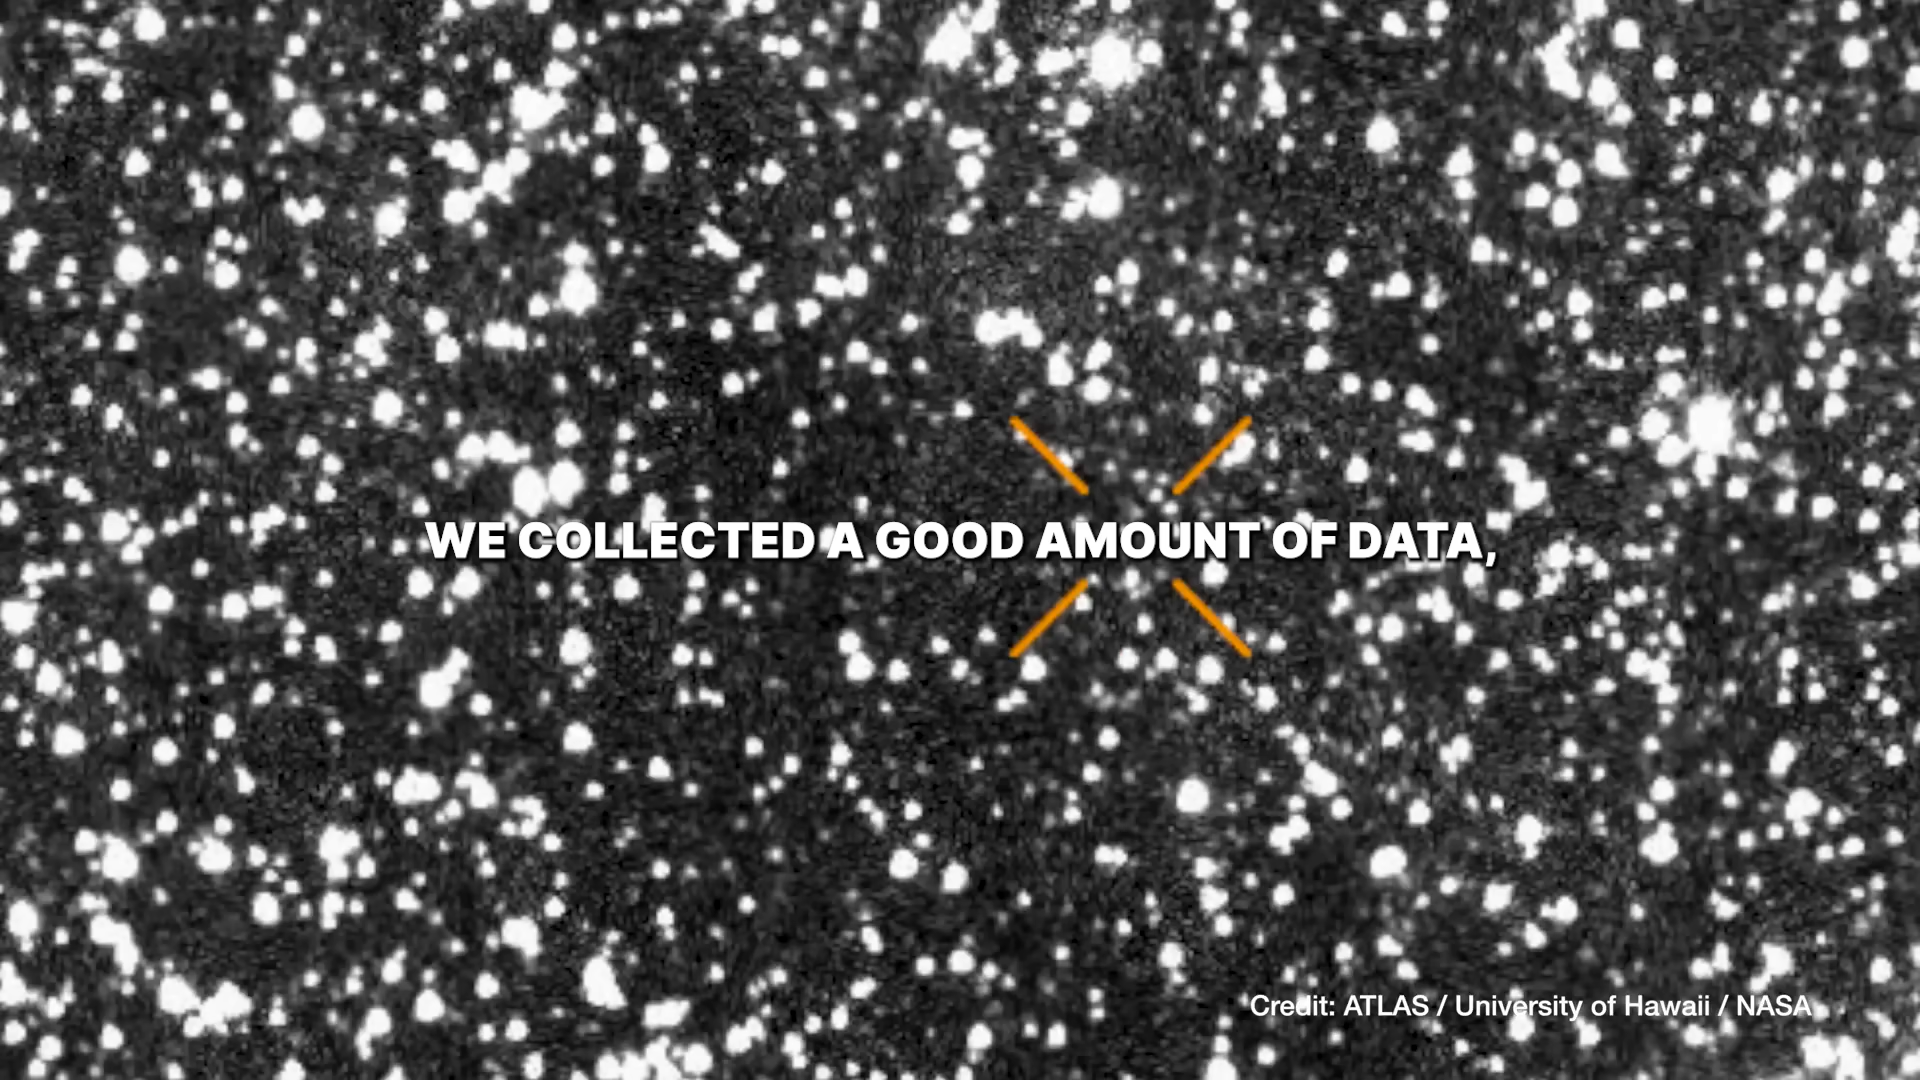 WE COLLECTED A GOOD AMOUNT OF DATA,
Credit: ATLAS / University of Hawaii / NASA